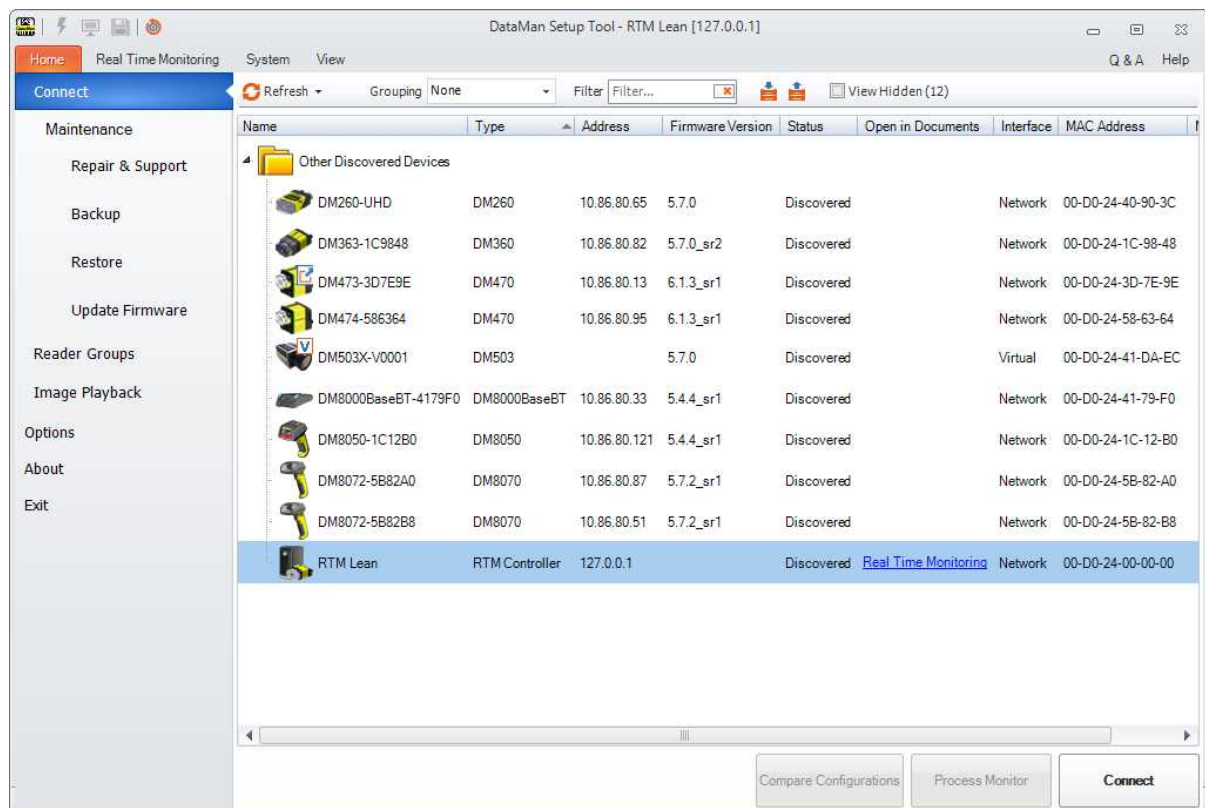 DataMan Setup Tool - RTM Lean [127.0.0.1]
Home Real Time Monitoring System View Q & A Help
Connect
Maintenance
Repair & Support
Backup
Restore
Update Firmware
Reader Groups
Image Playback
Options
About
Exit
Refresh Grouping None Filter Filter... View Hidden (12)
Name Type Address Firmware Version Status Open in Documents Interface MAC Address
Other Discovered Devices
DM260-UHD DM260 10.86.80.65 5.7.0 Discovered Network 00-D0-24-40-90-3C
DM363-1C9848 DM360 10.86.80.82 5.7.0_sr2 Discovered Network 00-D0-24-1C-98-48
DM473-3D7E9E DM470 10.86.80.13 6.1.3_sr1 Discovered Network 00-D0-24-3D-7E-9E
DM474-586364 DM470 10.86.80.95 6.1.3_sr1 Discovered Network 00-D0-24-58-63-64
V DM503X-V0001 DM503 5.7.0 Discovered Virtual 00-D0-24-41-DA-EC
DM8000BaseBT-4179F0 DM8000BaseBT 10.86.80.33 5.4.4_sr1 Discovered Network 00-D0-24-41-79-F0
DM8050-1C12B0 DM8050 10.86.80.121 5.4.4_sr1 Discovered Network 00-D0-24-1C-12-B0
DM8072-5B82A0 DM8070 10.86.80.87 5.7.2_sr1 Discovered Network 00-D0-24-5B-82-A0
DM8072-5B82B8 DM8070 10.86.80.51 5.7.2_sr1 Discovered Network 00-D0-24-5B-82-B8
RTM Lean RTM Controller 127.0.0.1 Discovered Real Time Monitoring Network 00-D0-24-00-00-00
Compare Configurations Process Monitor Connect